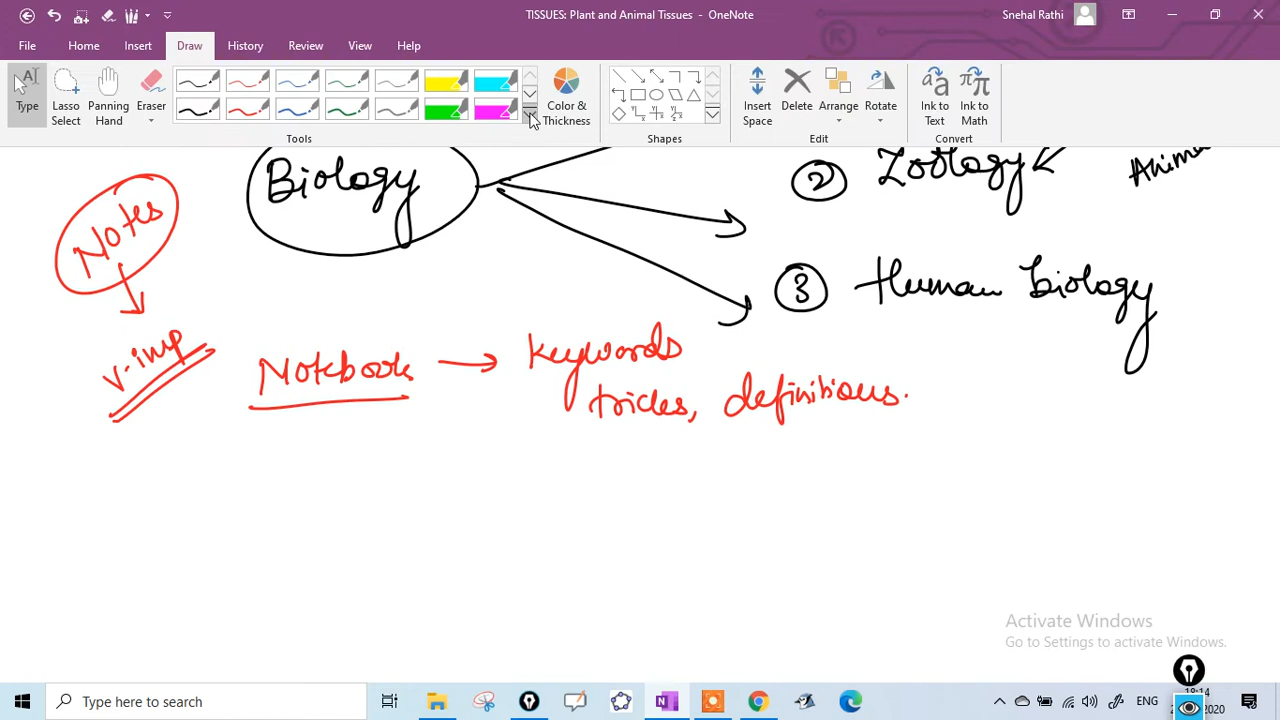 TISSUES: Plant and Animal Tissues - OneNote
Snehal Rathi
File Home Insert Draw History Review View Help
Type
Lasso Select
Panning Hand
Eraser
Color & Thickness
Insert Space
Delete
Arrange
Rotate
Ink to Text
Ink to Math
Tools
Shapes
Edit
Convert
Biology
② Zoology
Anima
Notes
③ Human biology
v.imp
Notebook → keywords
tricks, definitions.
Activate Windows
Go to Settings to activate Windows.
Type here to search
ENG